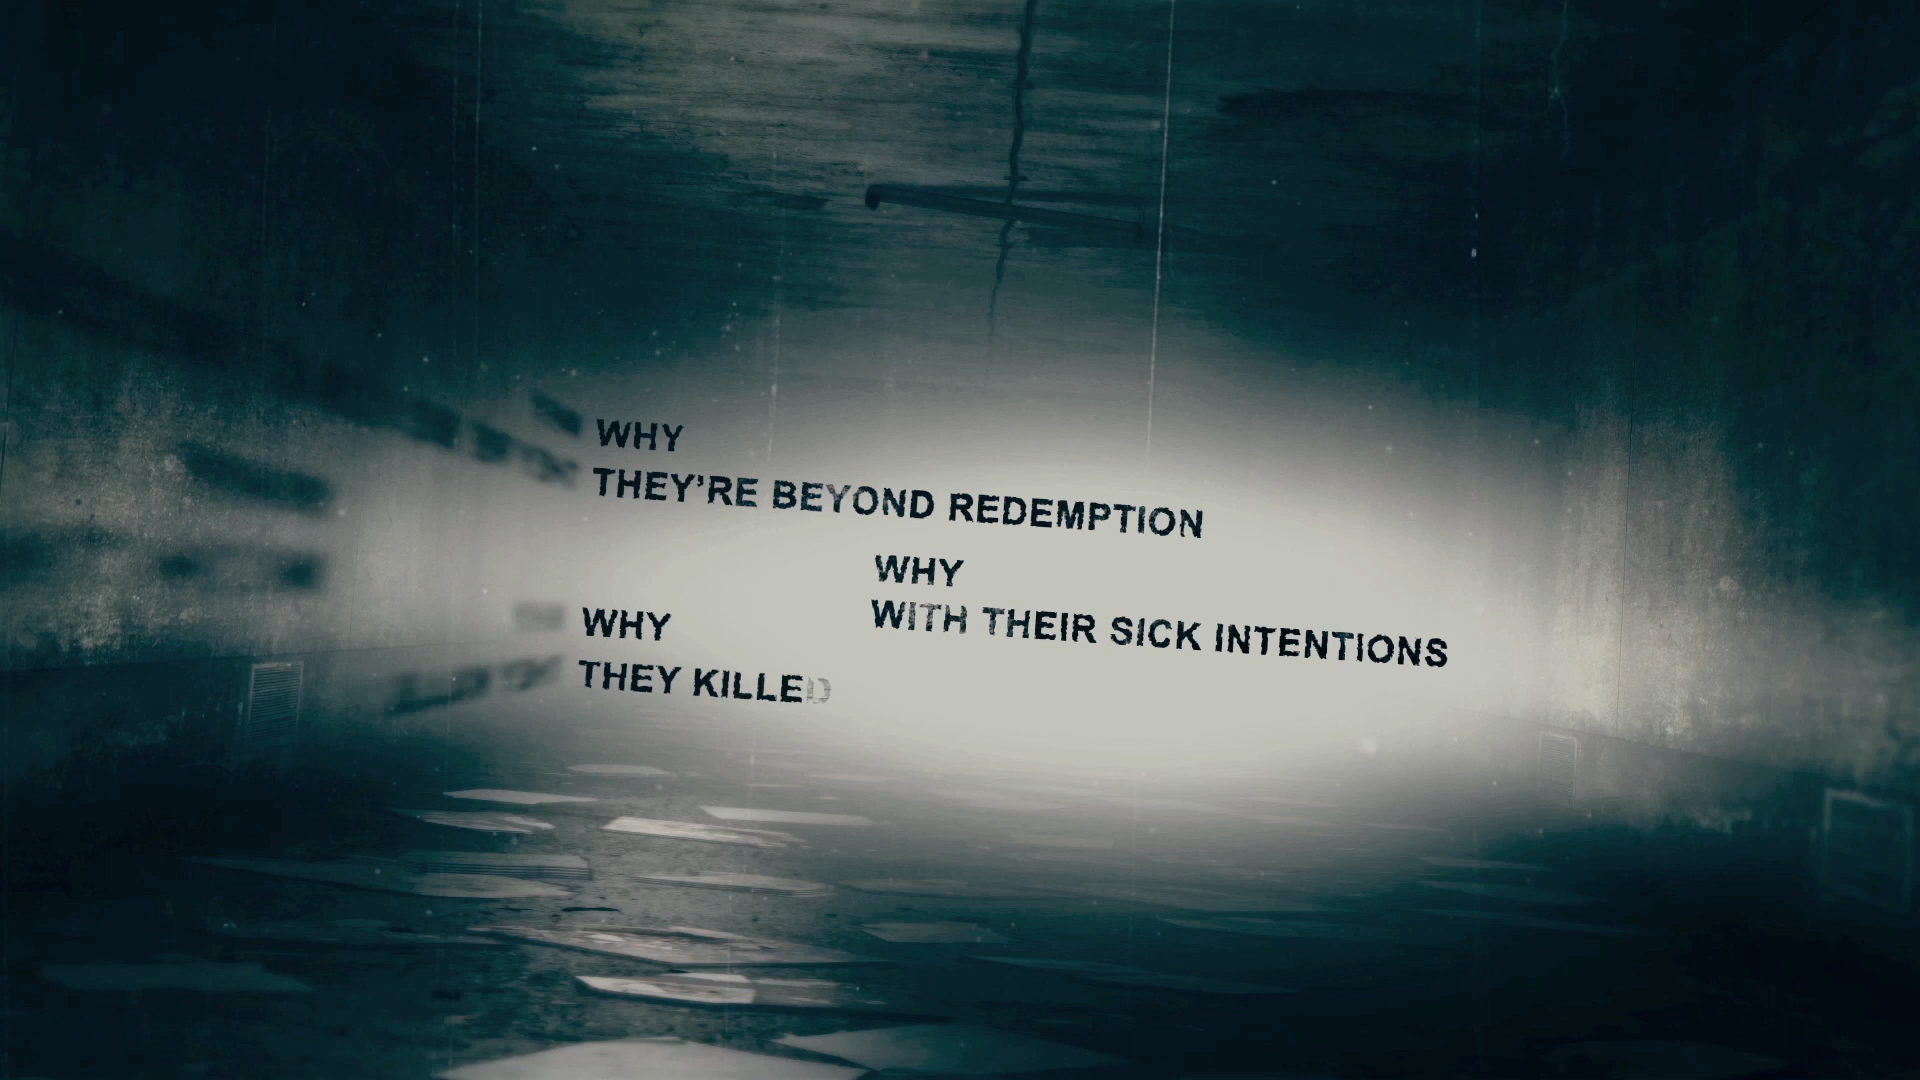 WHY
THEY’RE BEYOND REDEMPTION
WHY
WITH THEIR SICK INTENTIONS
WHY
THEY KILLED